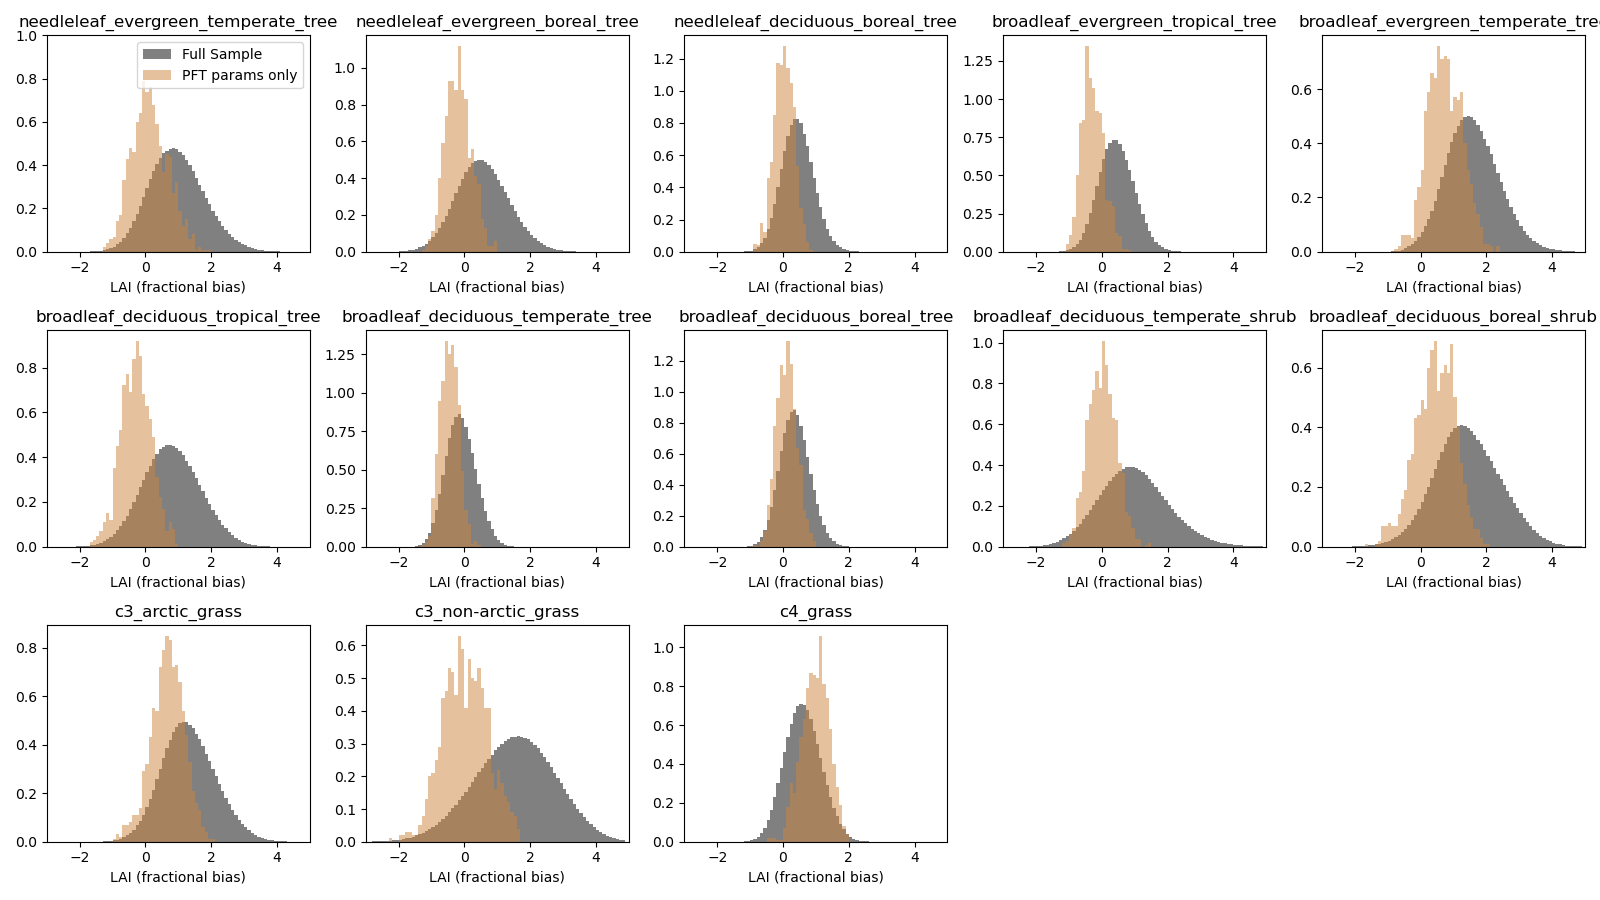 needleleaf_evergreen_temperate_tree
1.0
0.8
0.6
0.4
0.2
0.0
Full Sample
PFT params only
−2 0 2 4
LAI (fractional bias)
needleleaf_evergreen_boreal_tree
1.0
0.8
0.6
0.4
0.2
0.0
−2 0 2 4
LAI (fractional bias)
needleleaf_deciduous_boreal_tree
1.2
1.0
0.8
0.6
0.4
0.2
0.0
−2 0 2 4
LAI (fractional bias)
broadleaf_evergreen_tropical_tree
1.25
1.00
0.75
0.50
0.25
0.00
−2 0 2 4
LAI (fractional bias)
broadleaf_evergreen_temperate_tree
0.6
0.4
0.2
0.0
−2 0 2 4
LAI (fractional bias)
broadleaf_deciduous_tropical_tree
0.8
0.6
0.4
0.2
0.0
−2 0 2 4
LAI (fractional bias)
broadleaf_deciduous_temperate_tree
1.25
1.00
0.75
0.50
0.25
0.00
−2 0 2 4
LAI (fractional bias)
broadleaf_deciduous_boreal_tree
1.2
1.0
0.8
0.6
0.4
0.2
0.0
−2 0 2 4
LAI (fractional bias)
broadleaf_deciduous_temperate_shrub
1.0
0.8
0.6
0.4
0.2
0.0
−2 0 2 4
LAI (fractional bias)
broadleaf_deciduous_boreal_shrub
0.6
0.4
0.2
0.0
−2 0 2 4
LAI (fractional bias)
c3_arctic_grass
0.8
0.6
0.4
0.2
0.0
−2 0 2 4
LAI (fractional bias)
c3_non-arctic_grass
0.6
0.5
0.4
0.3
0.2
0.1
0.0
−2 0 2 4
LAI (fractional bias)
c4_grass
1.0
0.8
0.6
0.4
0.2
0.0
−2 0 2 4
LAI (fractional bias)